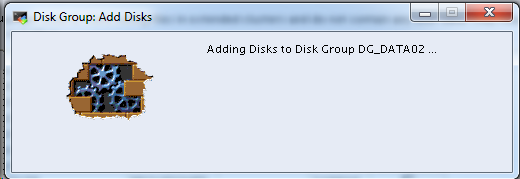 Disk Group: Add Disks
Adding Disks to Disk Group DG_DATA02 ...